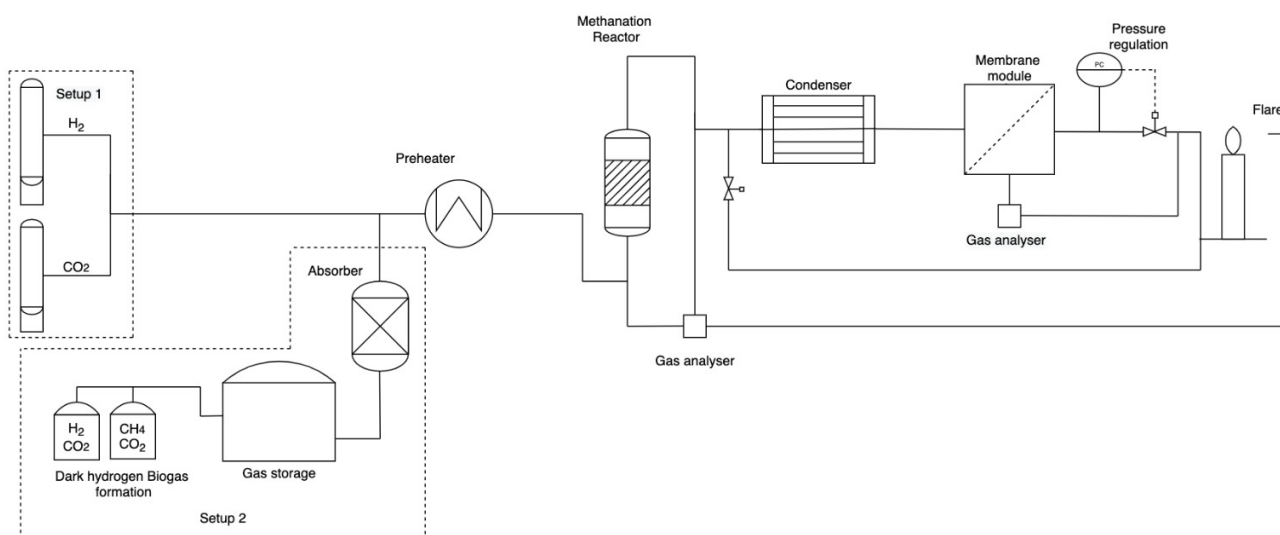 Methanation
Reactor
Pressure
regulation
Membrane
module
PC
Condenser
Setup 1
H2
Flare
Preheater
Gas analyser
CO2
Absorber
Gas analyser
H2
CO2
CH4
CO2
Gas storage
Dark hydrogen Biogas
formation
Setup 2